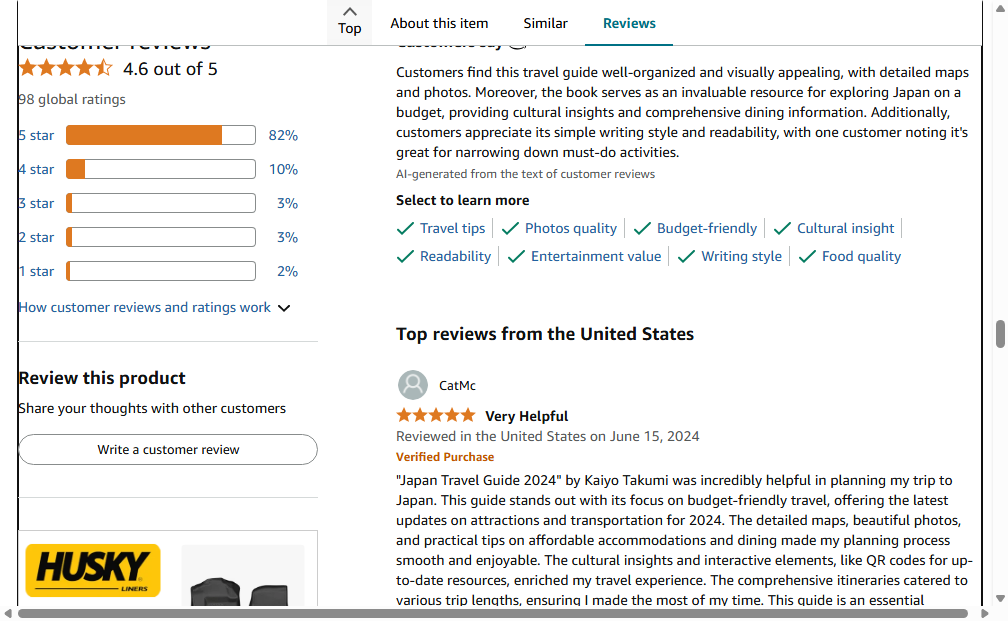 Top
About this item
Similar
Reviews
Customer reviews
4.6 out of 5
98 global ratings
5 star 82%
4 star 10%
3 star 3%
2 star 3%
1 star 2%
How customer reviews and ratings work
Review this product
Share your thoughts with other customers
Write a customer review
HUSKY
LINERS
Customers say
Customers find this travel guide well-organized and visually appealing, with detailed maps
and photos. Moreover, the book serves as an invaluable resource for exploring Japan on a
budget, providing cultural insights and comprehensive dining information. Additionally,
customers appreciate its simple writing style and readability, with one customer noting it's
great for narrowing down must-do activities.
AI-generated from the text of customer reviews
Select to learn more
Travel tips Photos quality Budget-friendly Cultural insight
Readability Entertainment value Writing style Food quality
Top reviews from the United States
CatMc
Very Helpful
Reviewed in the United States on June 15, 2024
Verified Purchase
"Japan Travel Guide 2024" by Kaiyo Takumi was incredibly helpful in planning my trip to
Japan. This guide stands out with its focus on budget-friendly travel, offering the latest
updates on attractions and transportation for 2024. The detailed maps, beautiful photos,
and practical tips on affordable accommodations and dining made my planning process
smooth and enjoyable. The cultural insights and interactive elements, like QR codes for up-
to-date resources, enriched my travel experience. The comprehensive itineraries catered to
various trip lengths, ensuring I made the most of my time. This guide is an essential